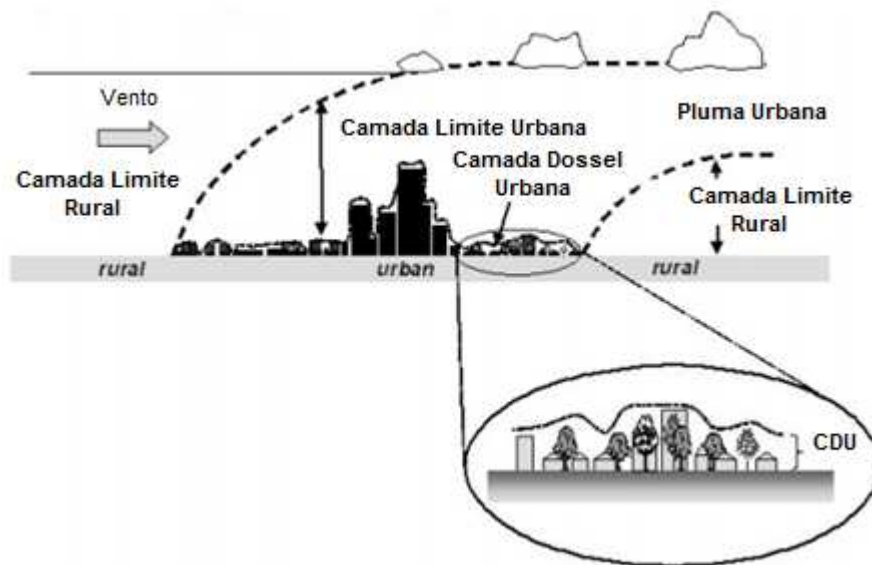 Vento
Camada Limite Urbana
Pluma Urbana
Camada Dossel
Urbana
Camada Limite
Rural
Camada Limite
Rural
rural
urban
rural
CDU